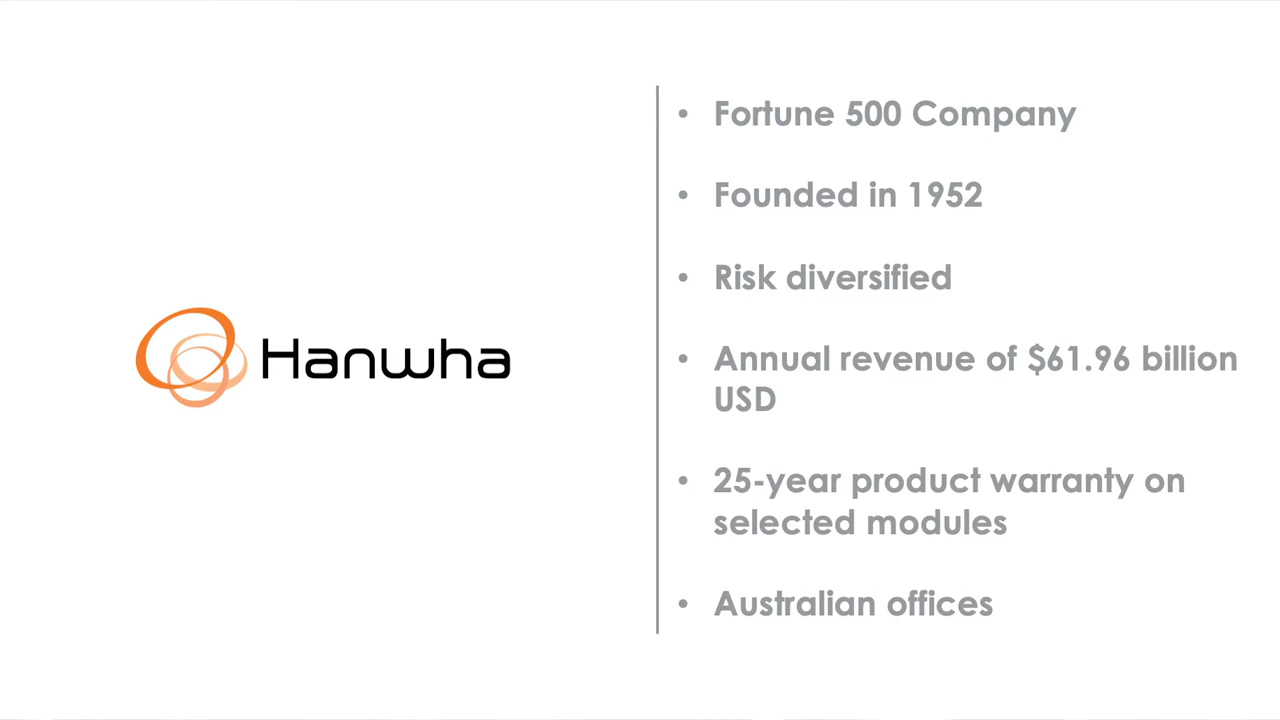 Hanwha
• Fortune 500 Company
• Founded in 1952
• Risk diversified
• Annual revenue of $61.96 billion
USD
• 25-year product warranty on
selected modules
• Australian offices